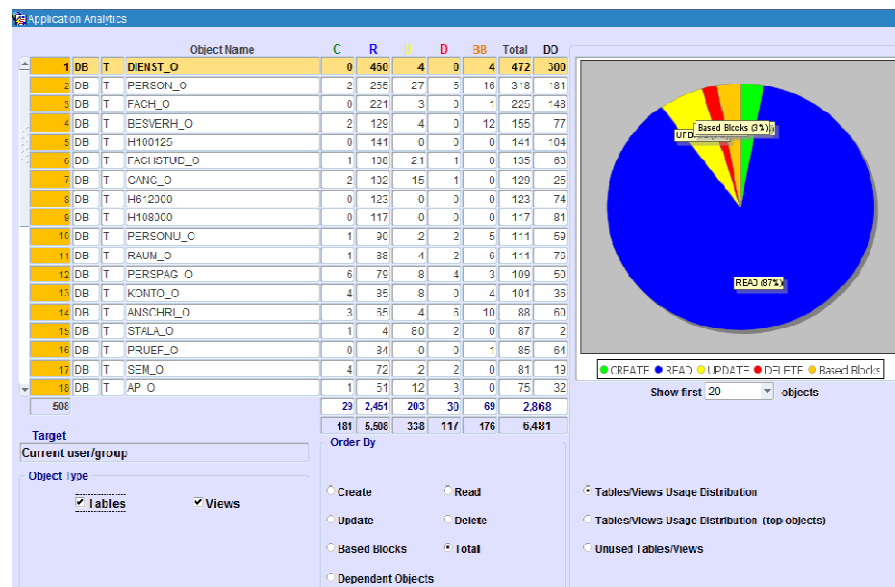 Application Analytics
Object Name C R U D BB Total DO
1 DB T DIENST_O 0 460 4 0 4 472 300
2 DB T PERSON_O 2 255 27 5 16 318 181
3 DB T FACH_O 0 221 3 0 1 225 148
4 DB T BESVERH_O 2 129 4 0 12 155 77
5 DB T H100125 0 141 0 0 0 141 104
6 DB T FACHSTUD_O 1 108 21 1 0 135 63
7 DB T GANG_O 2 102 15 1 0 129 25
8 DB T H612000 0 123 0 0 0 123 74
9 DB T H108000 0 117 0 0 0 117 81
10 DB T PERSONU_O 1 90 2 2 5 111 59
11 DB T RAUM_O 1 88 4 2 6 111 76
12 DB T PERSPAG_O 6 79 8 4 3 109 50
13 DB T KONTO_O 4 85 8 0 4 101 36
14 DB T ANSCHRI_O 3 65 4 6 10 88 60
15 DB T STALA_O 1 4 80 2 0 87 2
16 DB T PRUEF_O 0 84 0 0 1 85 64
17 DB T SEM_O 4 72 2 2 0 81 19
18 DB T AP_O 1 51 12 3 0 75 32
508 29 2,451 203 30 69 2,868
181 5,508 338 117 176 6,481
Based Blocks (3%)
READ (87%)
CREATE READ UPDATE DELETE Based Blocks
Show first 20 objects
Target
Current user/group
Object Type
Tables Views
Order By
Create Read
Update Delete
Based Blocks Total
Dependent Objects
Tables/Views Usage Distribution
Tables/Views Usage Distribution (top objects)
Unused Tables/Views